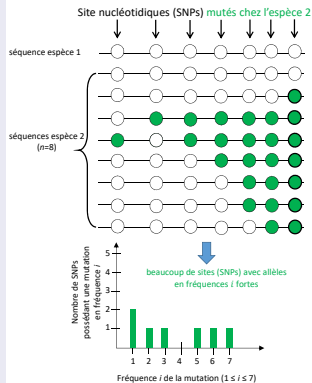 Site nucléotidiques (SNPs) mutés chez l'espèce 2
séquence espèce 1
séquences espèce 2
(n=8)
beaucoup de sites (SNPs) avec allèles
en fréquences i fortes
Nombre de SNPs
possédant une mutation
en fréquence i
5
4
3
2
1
1 2 3 4 5 6 7
Fréquence i de la mutation (1 ≤ i ≤ 7)